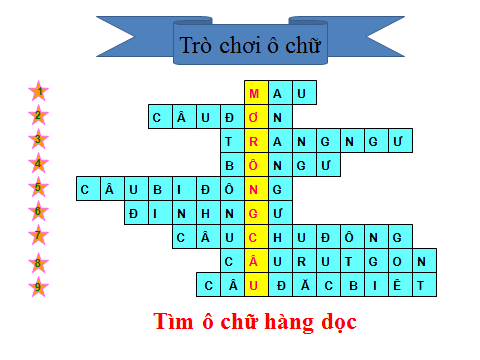 Trò chơi ô chữ
1 M A U
2 C Â U Đ Ơ N
3 T R A N G N G Ư
4 B Ô N G Ư
5 C Â U B I Đ Ô N G
6 Đ I N H N G Ư
7 C Â U C H U Đ Ô N G
8 C Â U R U T G O N
9 C Â U Đ Ă C B I Ê T
Tìm ô chữ hàng dọc